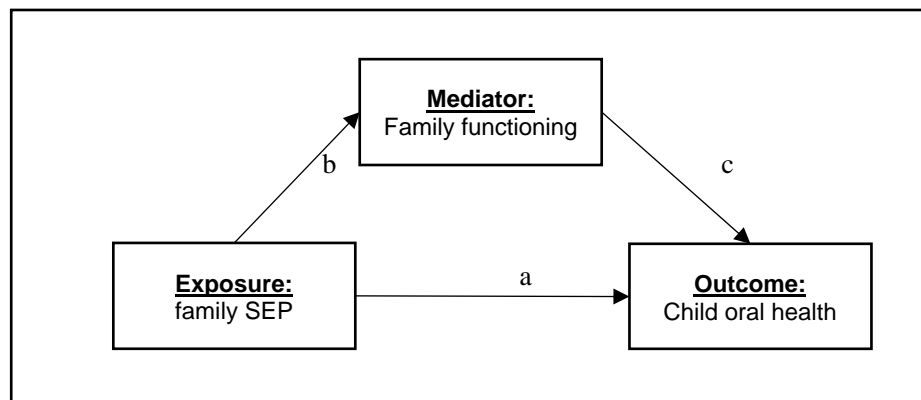 Mediator:
Family functioning
b
c
Exposure:
family SEP
a
Outcome:
Child oral health